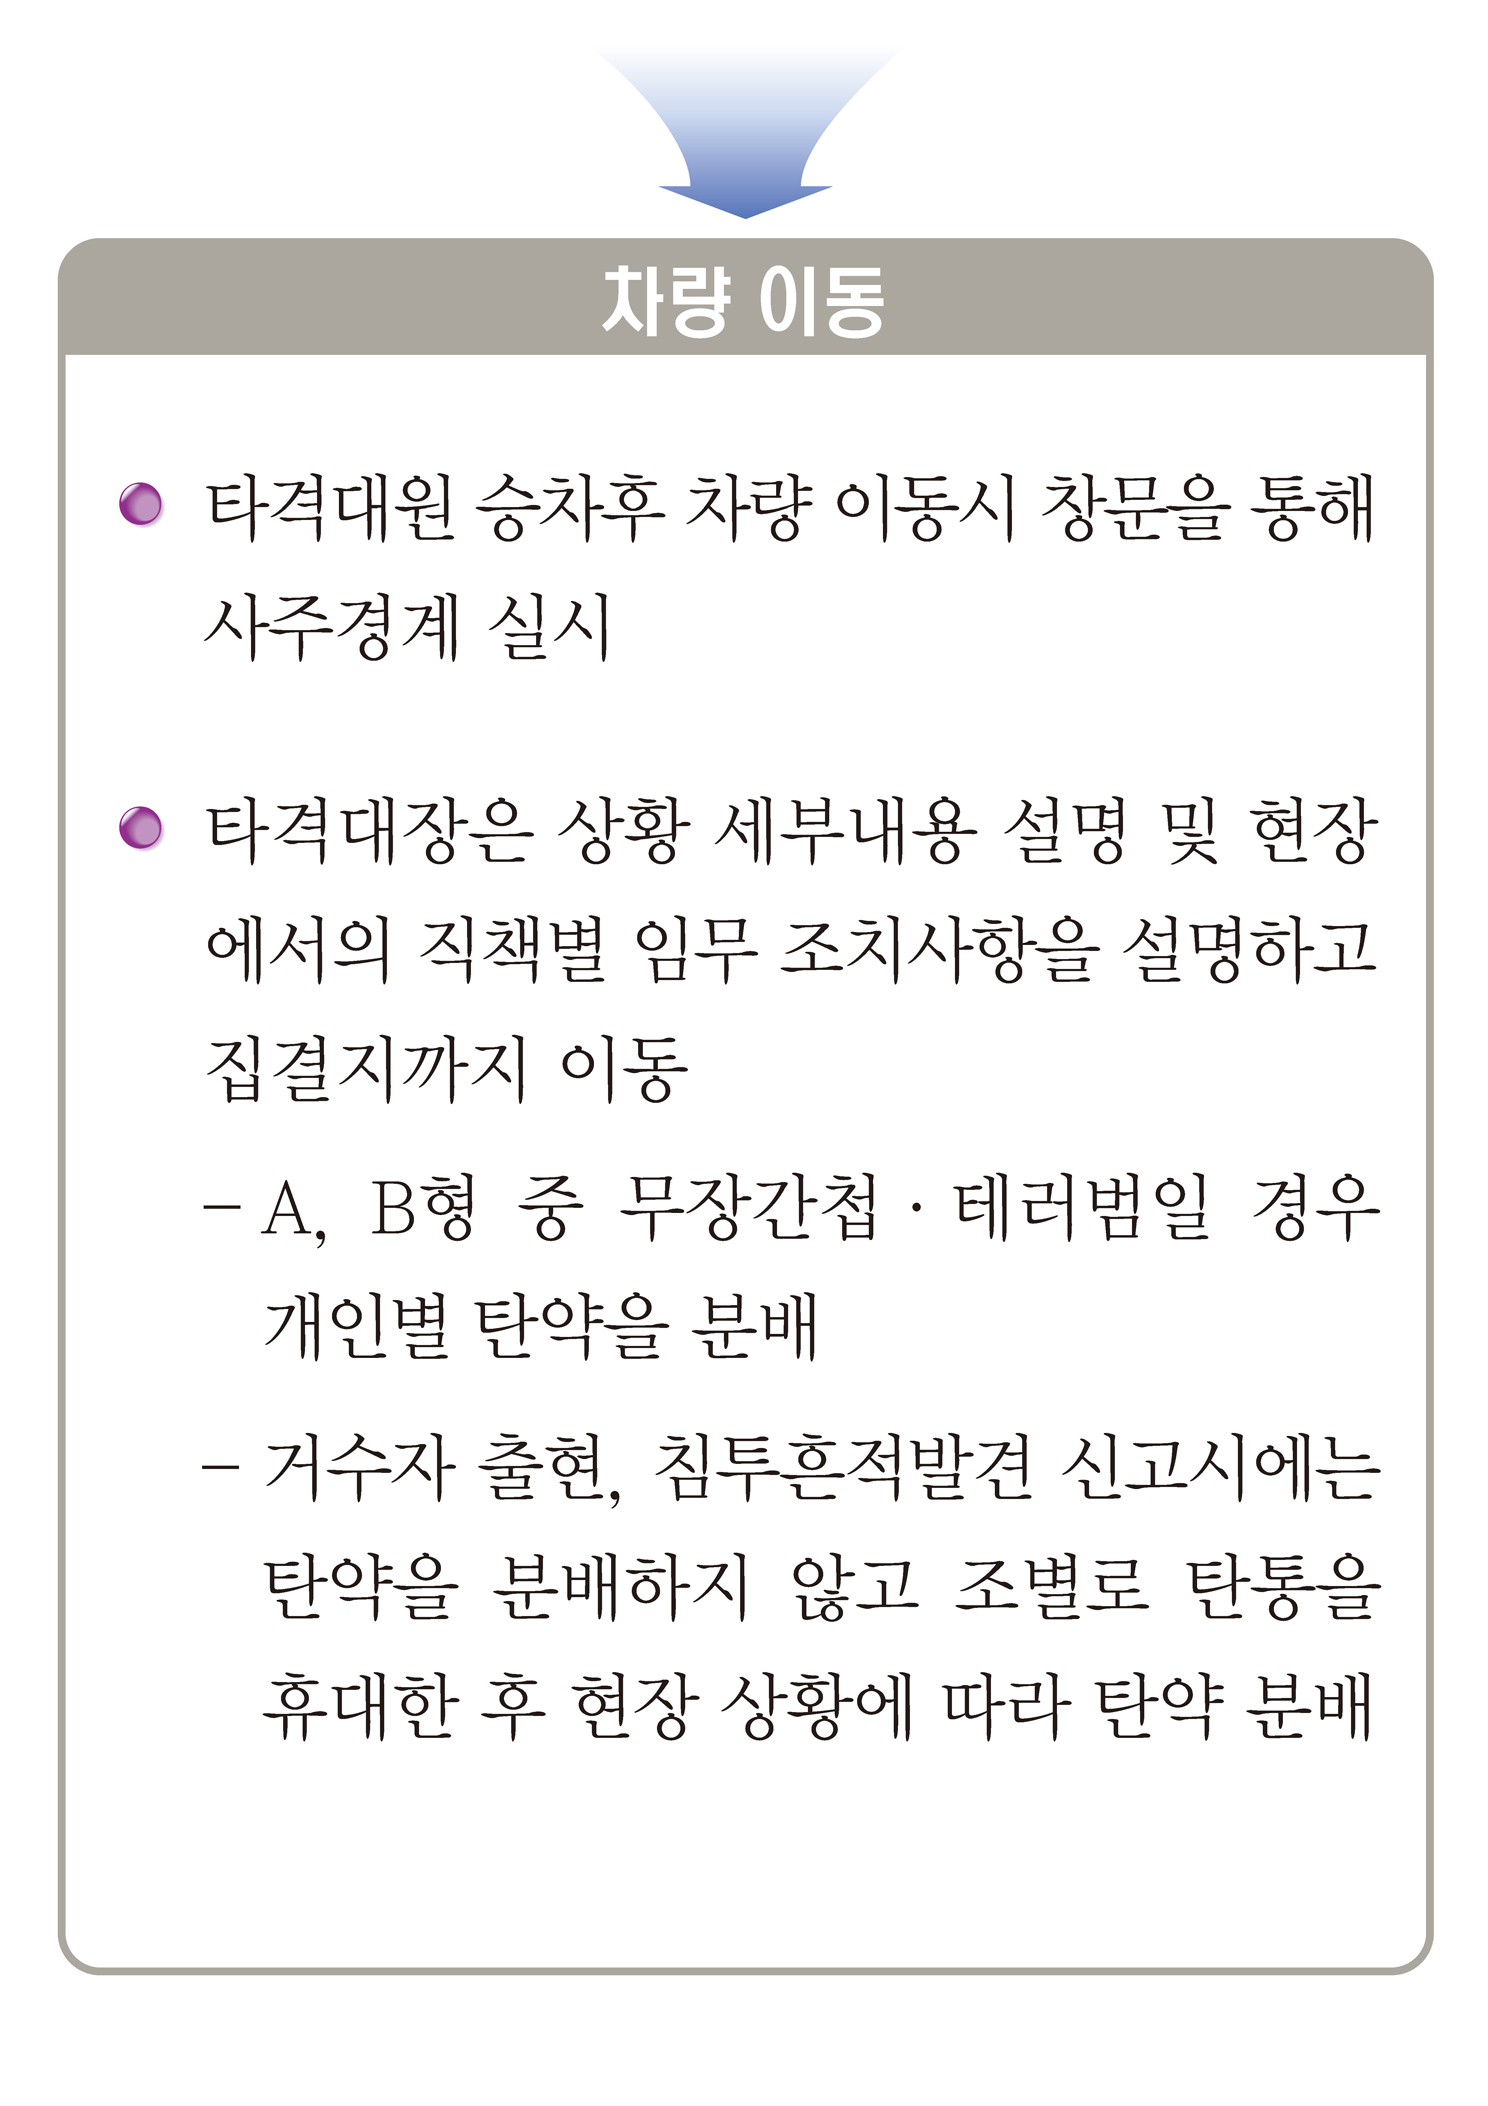 차량 이동
타격대원 승차후 차량 이동시 창문을 통해
사주경계 실시
타격대장은 상황 세부내용 설명 및 현장
에서의 직책별 임무 조치사항을 설명하고
집결지까지 이동
– A, B형 중 무장간첩 · 테러범일 경우
개인별 탄약을 분배
– 거수자 출현, 침투흔적발견 신고시에는
탄약을 분배하지 않고 조별로 탄통을
휴대한 후 현장 상황에 따라 탄약 분배